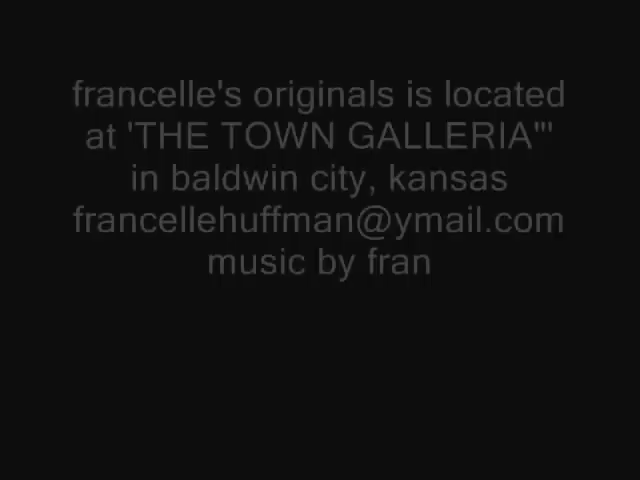 francelle's originals is located
at 'THE TOWN GALLERIA'"
in baldwin city, kansas
francellehuffman@ymail.com
music by fran